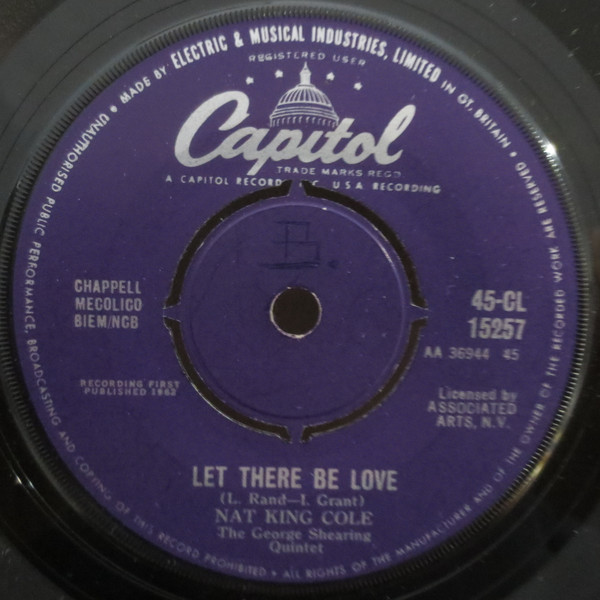 MADE BY ELECTRIC & MUSICAL INDUSTRIES, LIMITED IN GT. BRITAIN • ALL RIGHTS OF THE MANUFACTURER AND OF THE OWNER OF THE RECORDED WORK ARE RESERVED • UNAUTHORISED PUBLIC PERFORMANCE, BROADCASTING AND COPYING OF THIS RECORD PROHIBITED •
REGISTERED USER
Capitol
TRADE MARKS REGD
A CAPITOL RECORDS INC. U S A RECORDING
B.
CHAPPELL
MECOLICO
BIEM/NCB
45-CL
15257
AA 36944 45
RECORDING FIRST
PUBLISHED 1962
Licensed by
ASSOCIATED
ARTS, N.V.
LET THERE BE LOVE
(L. Rand—I. Grant)
NAT KING COLE
The George Shearing
Quintet